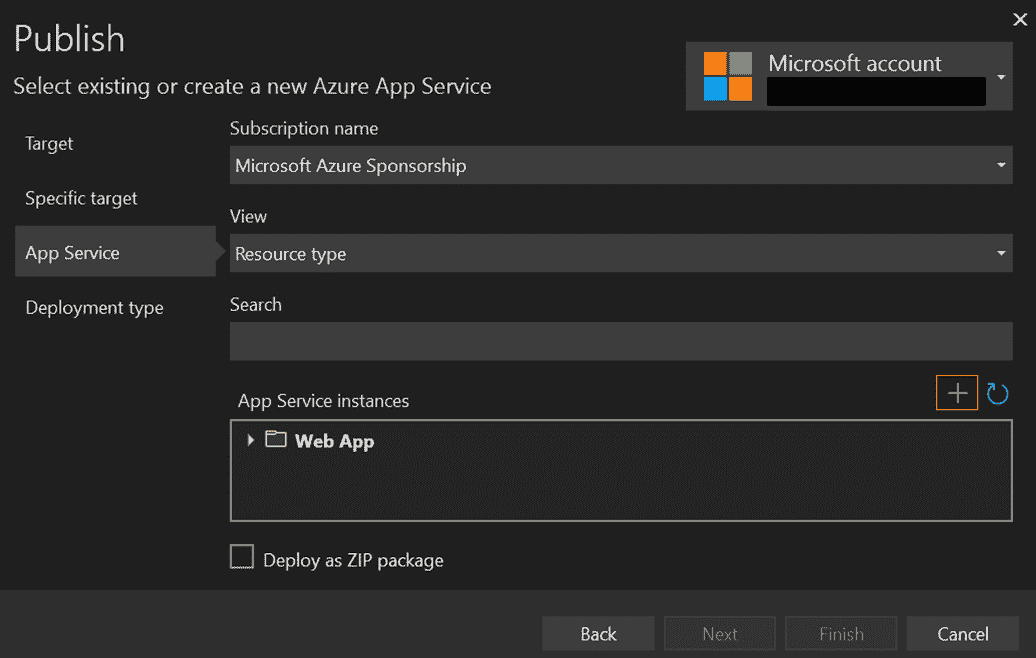 Publish
Select existing or create a new Azure App Service
Microsoft account
Target
Specific target
App Service
Deployment type
Subscription name
Microsoft Azure Sponsorship
View
Resource type
Search
App Service instances
Web App
Deploy as ZIP package
Back
Next
Finish
Cancel